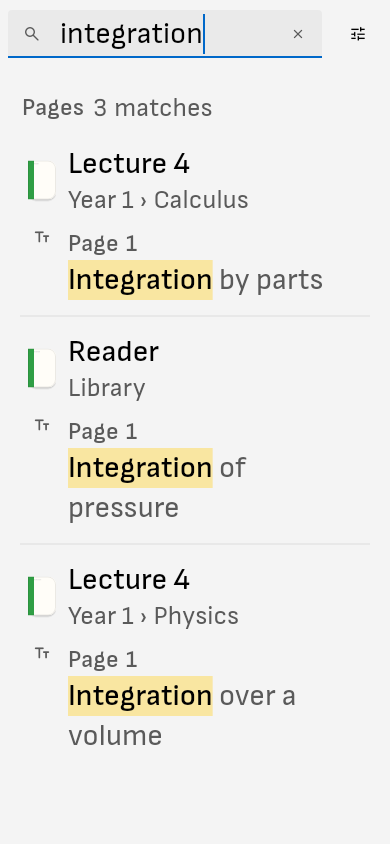 integration
Pages 3 matches
Lecture 4
Year 1 › Calculus
Page 1
Integration by parts
Reader
Library
Page 1
Integration of
pressure
Lecture 4
Year 1 › Physics
Page 1
Integration over a
volume